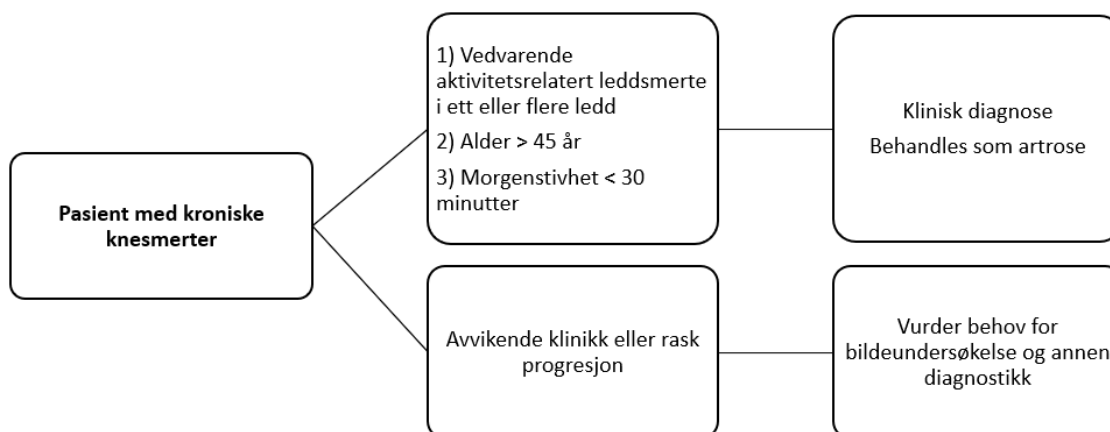 Pasient med kroniske
knesmerter
1) Vedvarende
aktivitetsrelatert leddsmerte
i ett eller flere ledd
2) Alder > 45 år
3) Morgenstivhet < 30
minutter
Klinisk diagnose
Behandles som artrose
Avvikende klinikk eller rask
progresjon
Vurder behov for
bildeundersøkelse og annen
diagnostikk